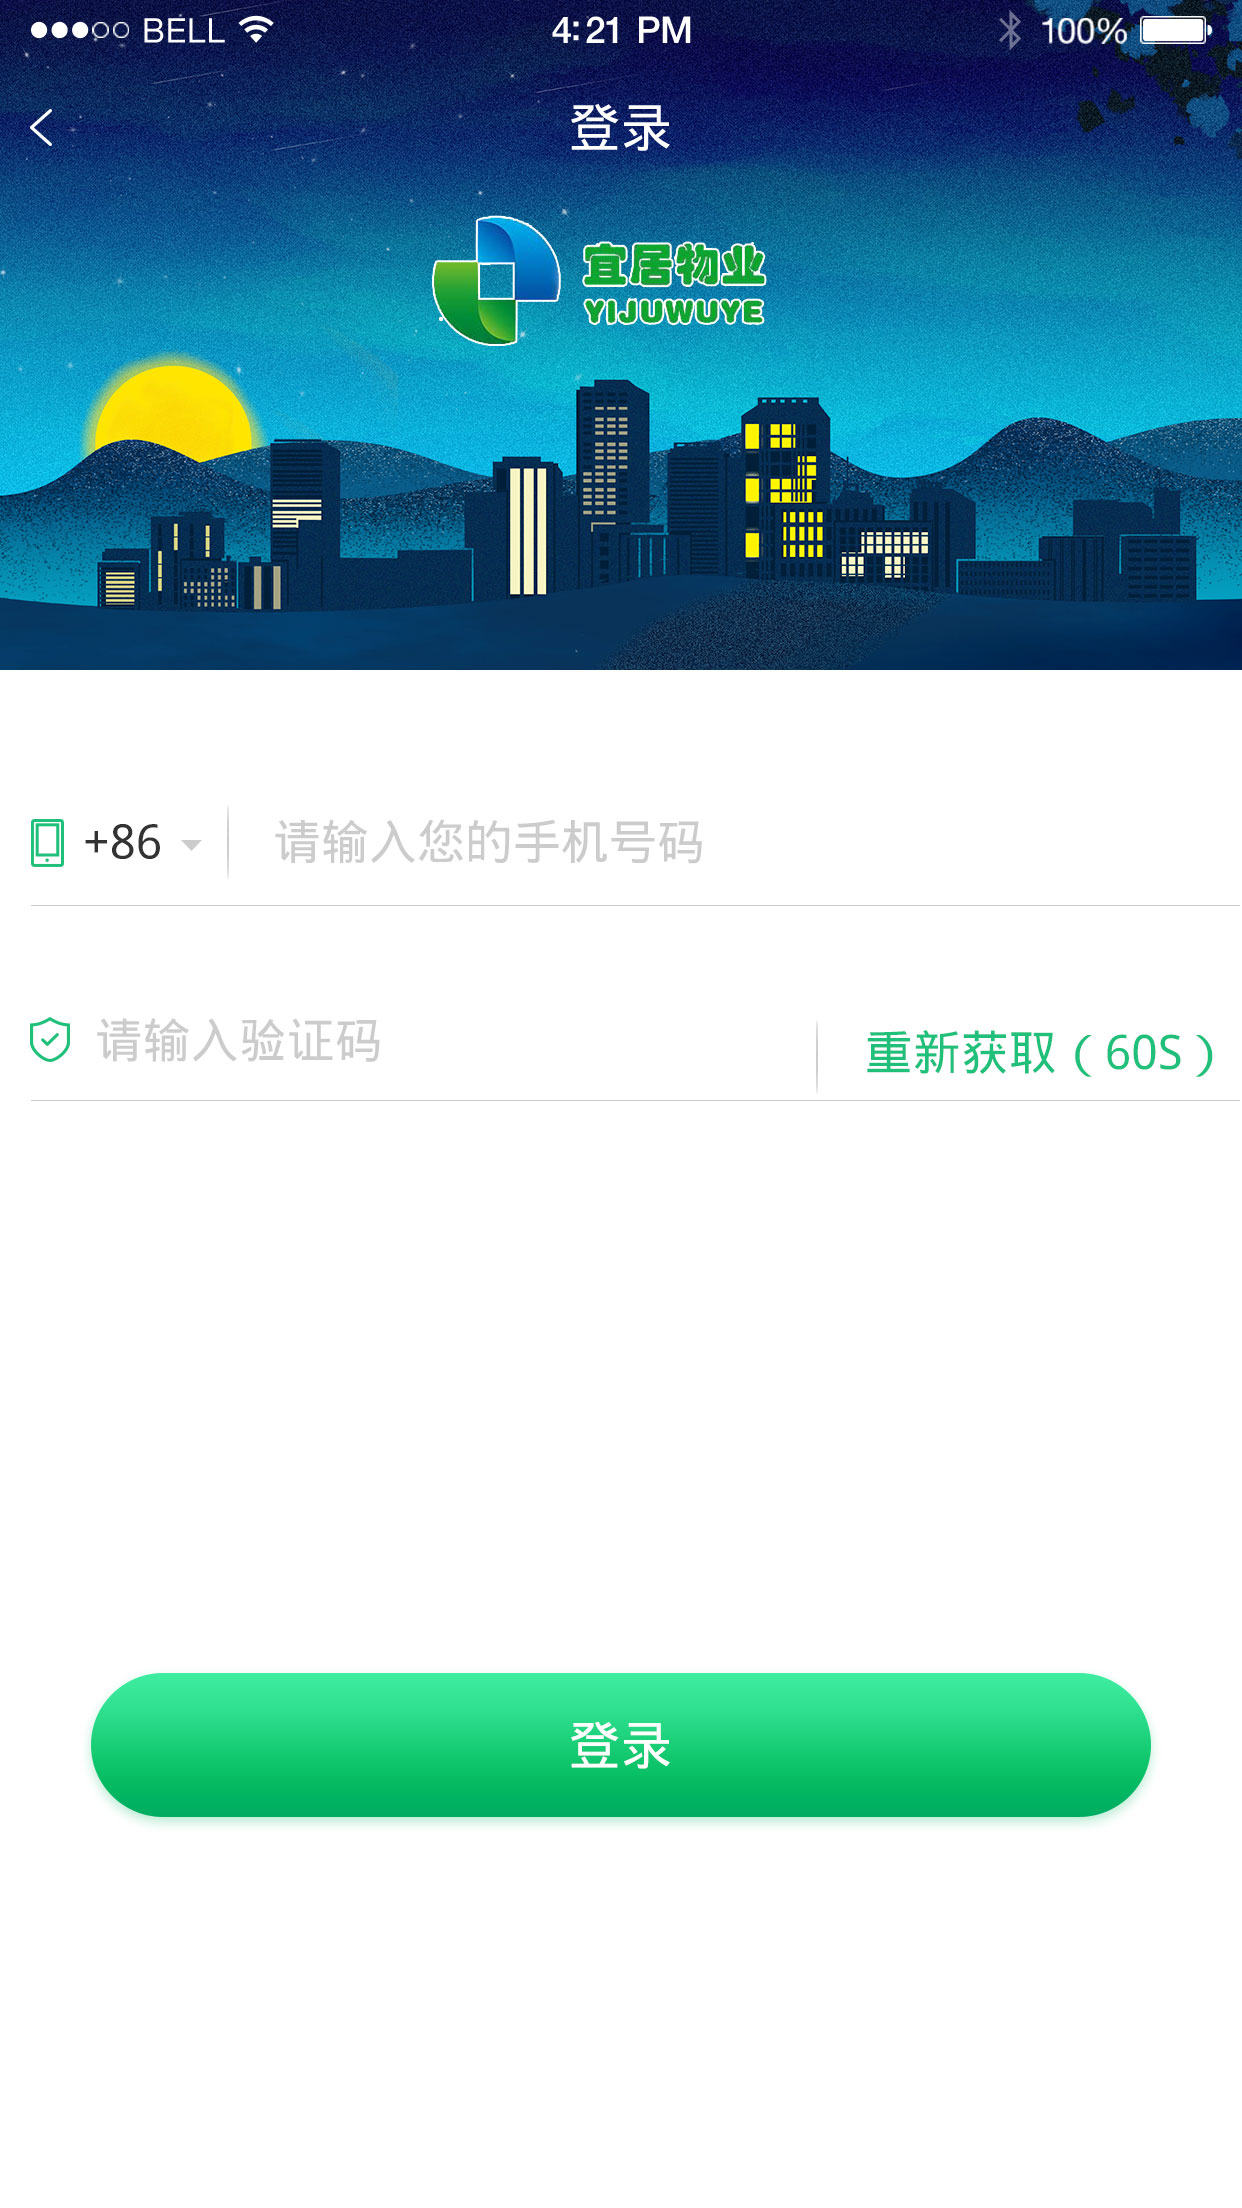 BELL 4:21 PM 100%
登录
宜居物业
YIJUWUYE
+86 请输入您的手机号码
请输入验证码 重新获取（60S）
登录